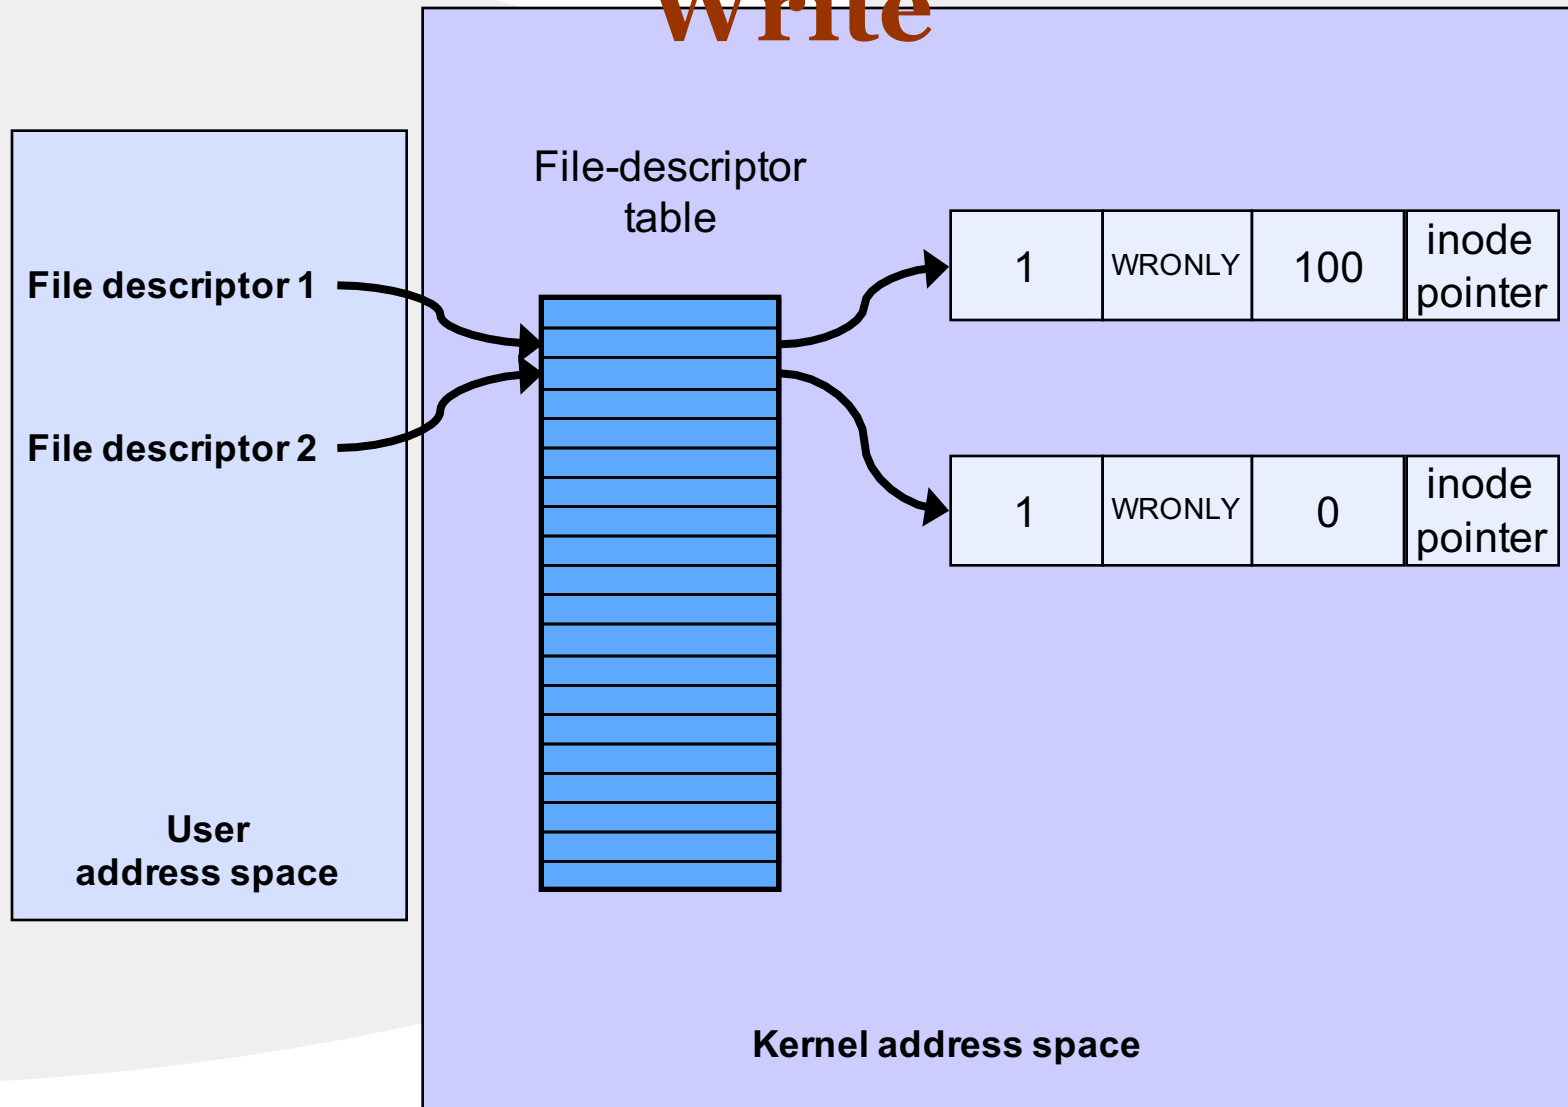 Write
File-descriptor
table
File descriptor 1
File descriptor 2
1 WRONLY 100 inode
pointer
1 WRONLY 0 inode
pointer
User
address space
Kernel address space